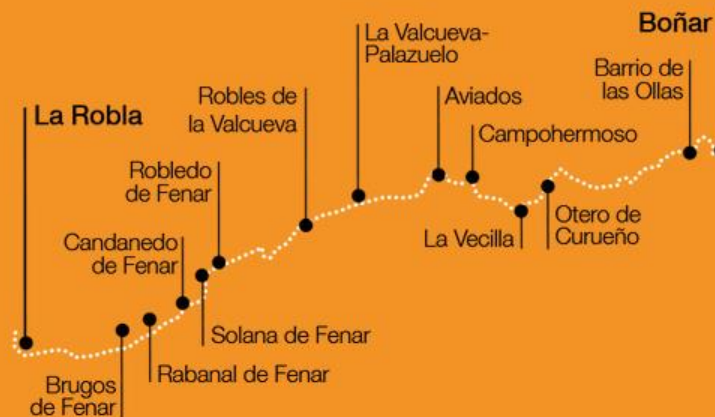 La Robla
Brugos
de Fenar
Rabanal de Fenar
Candanedo
de Fenar
Solana de Fenar
Robledo
de Fenar
Robles de
la Valcueva
La Valcueva-
Palazuelo
Aviados
Campohermoso
La Vecilla
Otero de
Curueño
Barrio de
las Ollas
Boñar